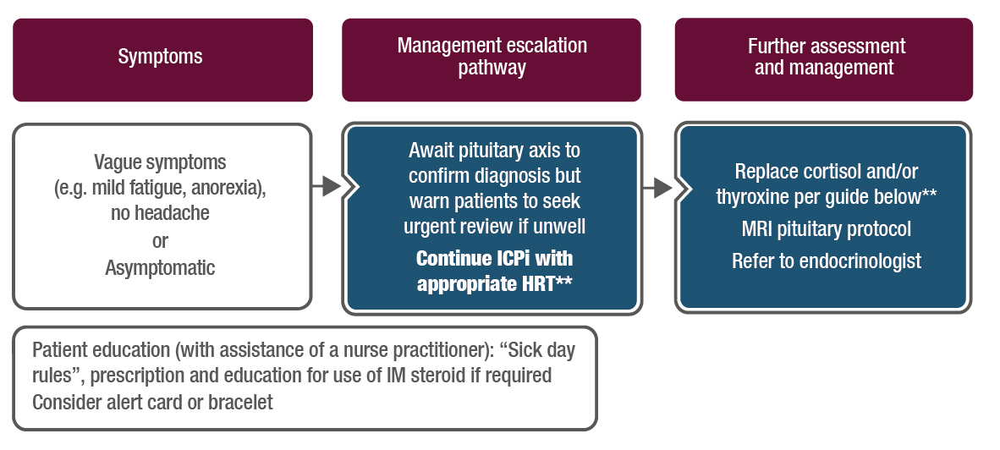 Symptoms
Management escalation
pathway
Further assessment
and management
Vague symptoms
(e.g. mild fatigue, anorexia),
no headache
or
Asymptomatic
Await pituitary axis to
confirm diagnosis but
warn patients to seek
urgent review if unwell
Continue ICPi with
appropriate HRT**
Replace cortisol and/or
thyroxine per guide below**
MRI pituitary protocol
Refer to endocrinologist
Patient education (with assistance of a nurse practitioner): “Sick day
rules”, prescription and education for use of IM steroid if required
Consider alert card or bracelet